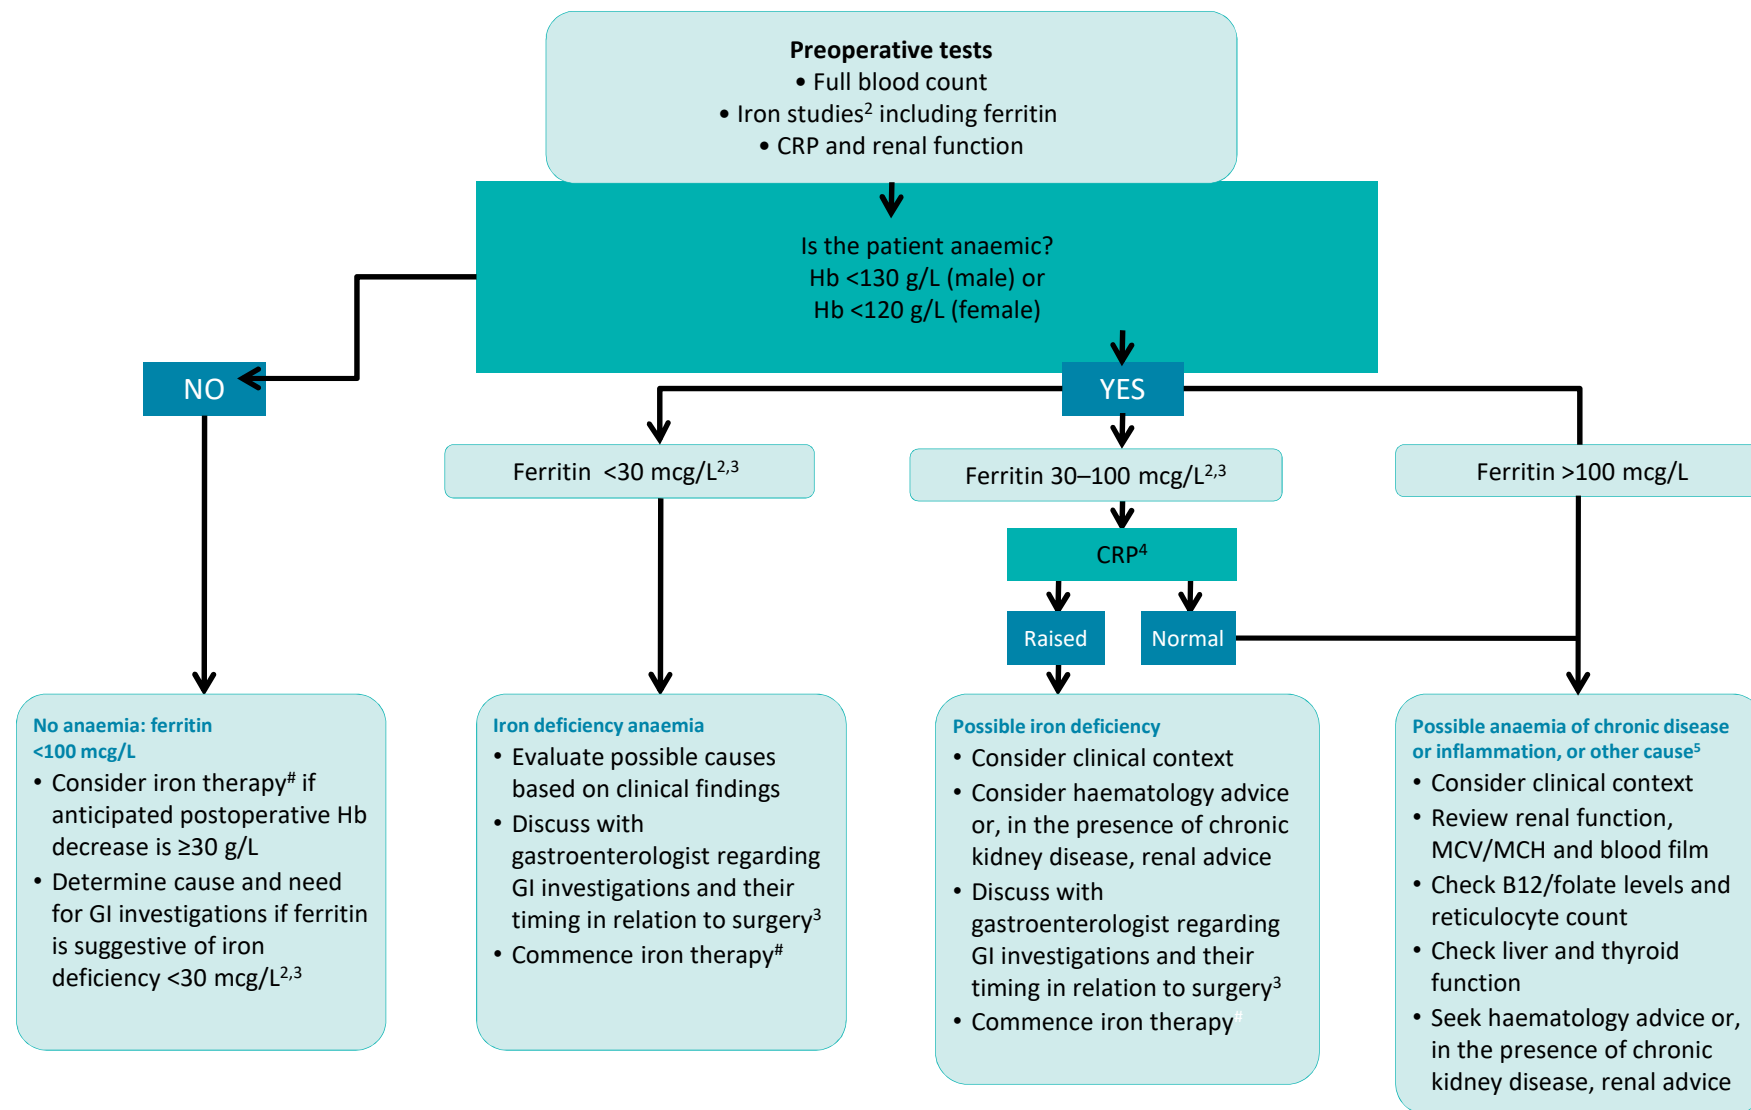 Preoperative tests
• Full blood count
• Iron studies² including ferritin
• CRP and renal function
Is the patient anaemic?
Hb <130 g/L (male) or
Hb <120 g/L (female)
NO
YES
Ferritin <30 mcg/L²,³
Ferritin 30–100 mcg/L²,³
Ferritin >100 mcg/L
CRP⁴
Raised
Normal
No anaemia: ferritin
<100 mcg/L
• Consider iron therapy# if
anticipated postoperative Hb
decrease is ≥30 g/L
• Determine cause and need
for GI investigations if ferritin
is suggestive of iron
deficiency <30 mcg/L²,³
Iron deficiency anaemia
• Evaluate possible causes
based on clinical findings
• Discuss with
gastroenterologist regarding
GI investigations and their
timing in relation to surgery³
• Commence iron therapy#
Possible iron deficiency
• Consider clinical context
• Consider haematology advice
or, in the presence of chronic
kidney disease, renal advice
• Discuss with
gastroenterologist regarding
GI investigations and their
timing in relation to surgery³
• Commence iron therapy#
Possible anaemia of chronic disease
or inflammation, or other cause⁵
• Consider clinical context
• Review renal function,
MCV/MCH and blood film
• Check B12/folate levels and
reticulocyte count
• Check liver and thyroid
function
• Seek haematology advice or,
in the presence of chronic
kidney disease, renal advice